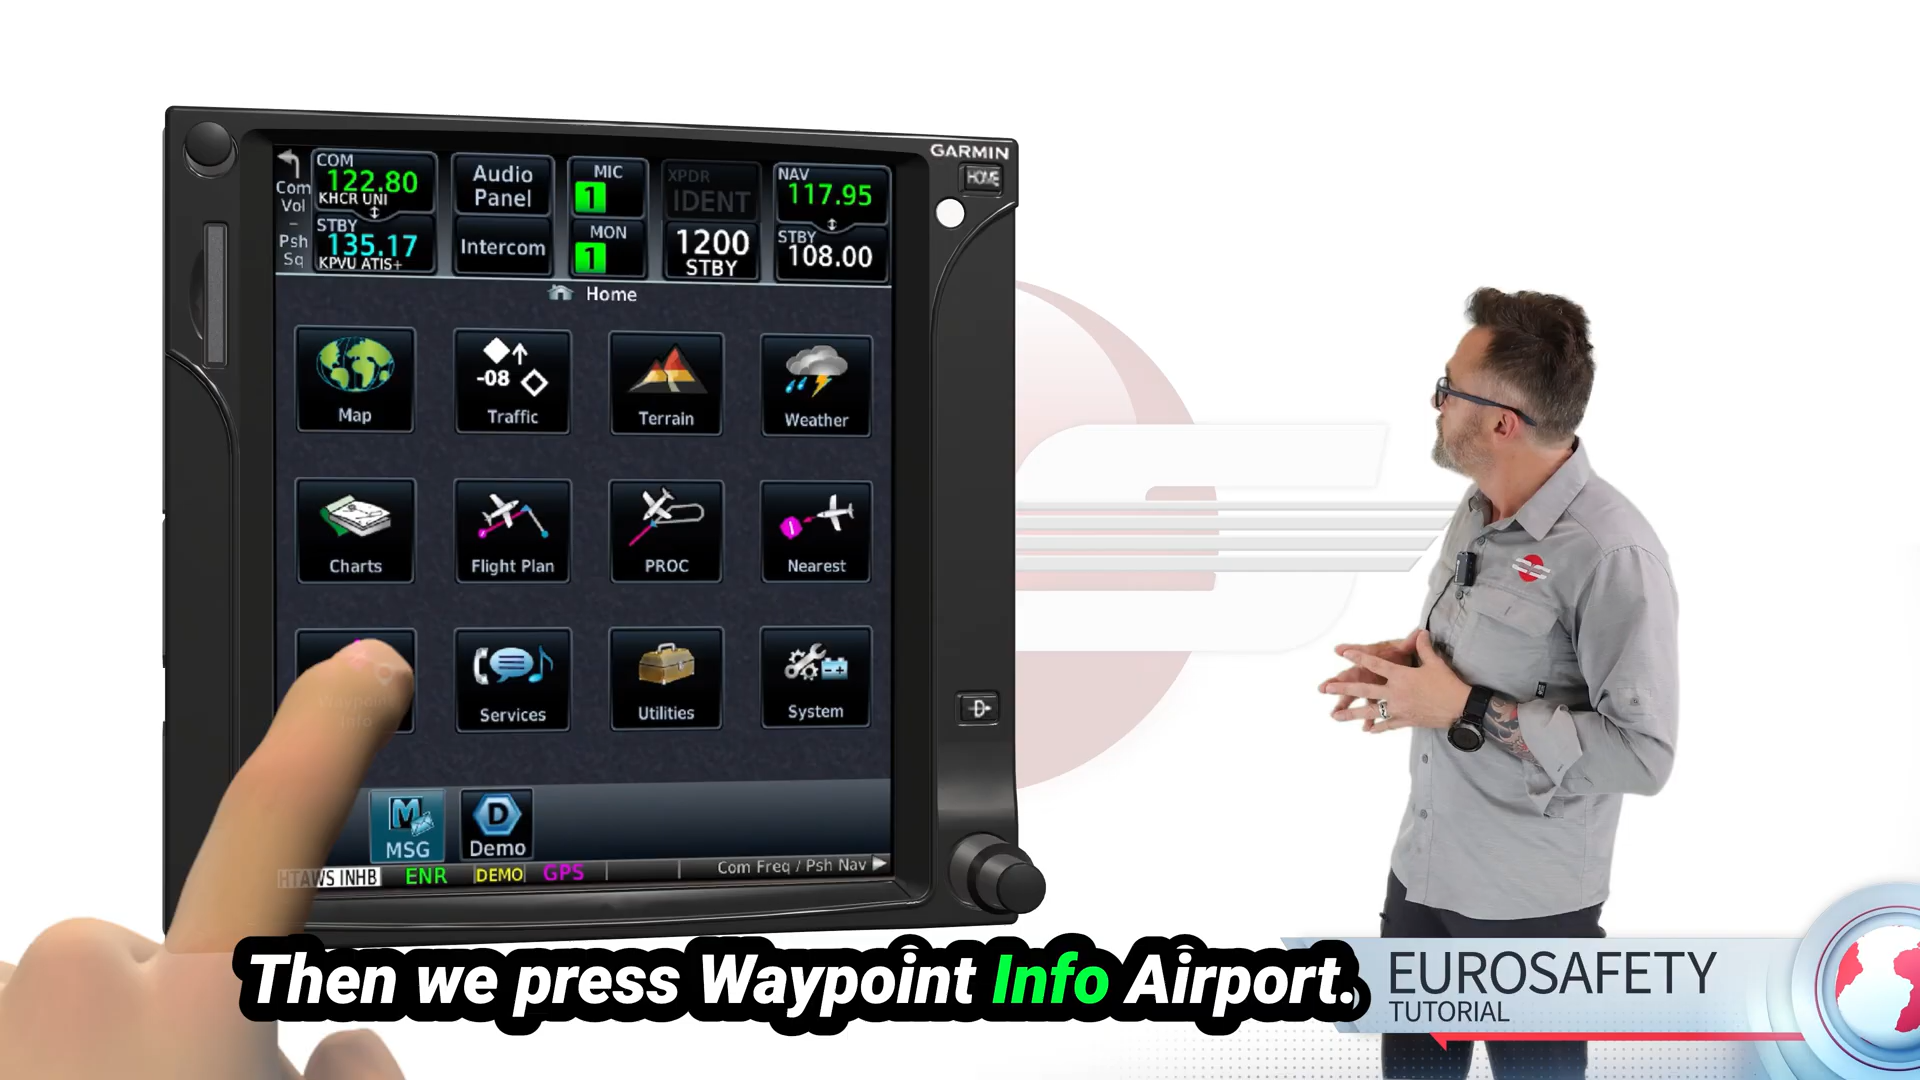 GARMIN
HOME
COM
122.80
KHCR UNI
STBY
135.17
KPVU ATIS+
Com
Vol
–
Psh
Sq
Audio
Panel
Intercom
MIC
1
MON
1
XPDR
IDENT
1200
STBY
NAV
117.95
STBY
108.00
Home
Map
-08
Traffic
Terrain
Weather
Charts
Flight Plan
PROC
Nearest
Waypoint
Info
Services
Utilities
System
D
M
MSG
D
Demo
HTAWS INHB
ENR
DEMO
GPS
Com Freq / Psh Nav
Then we press Waypoint Info Airport.
EUROSAFETY
TUTORIAL